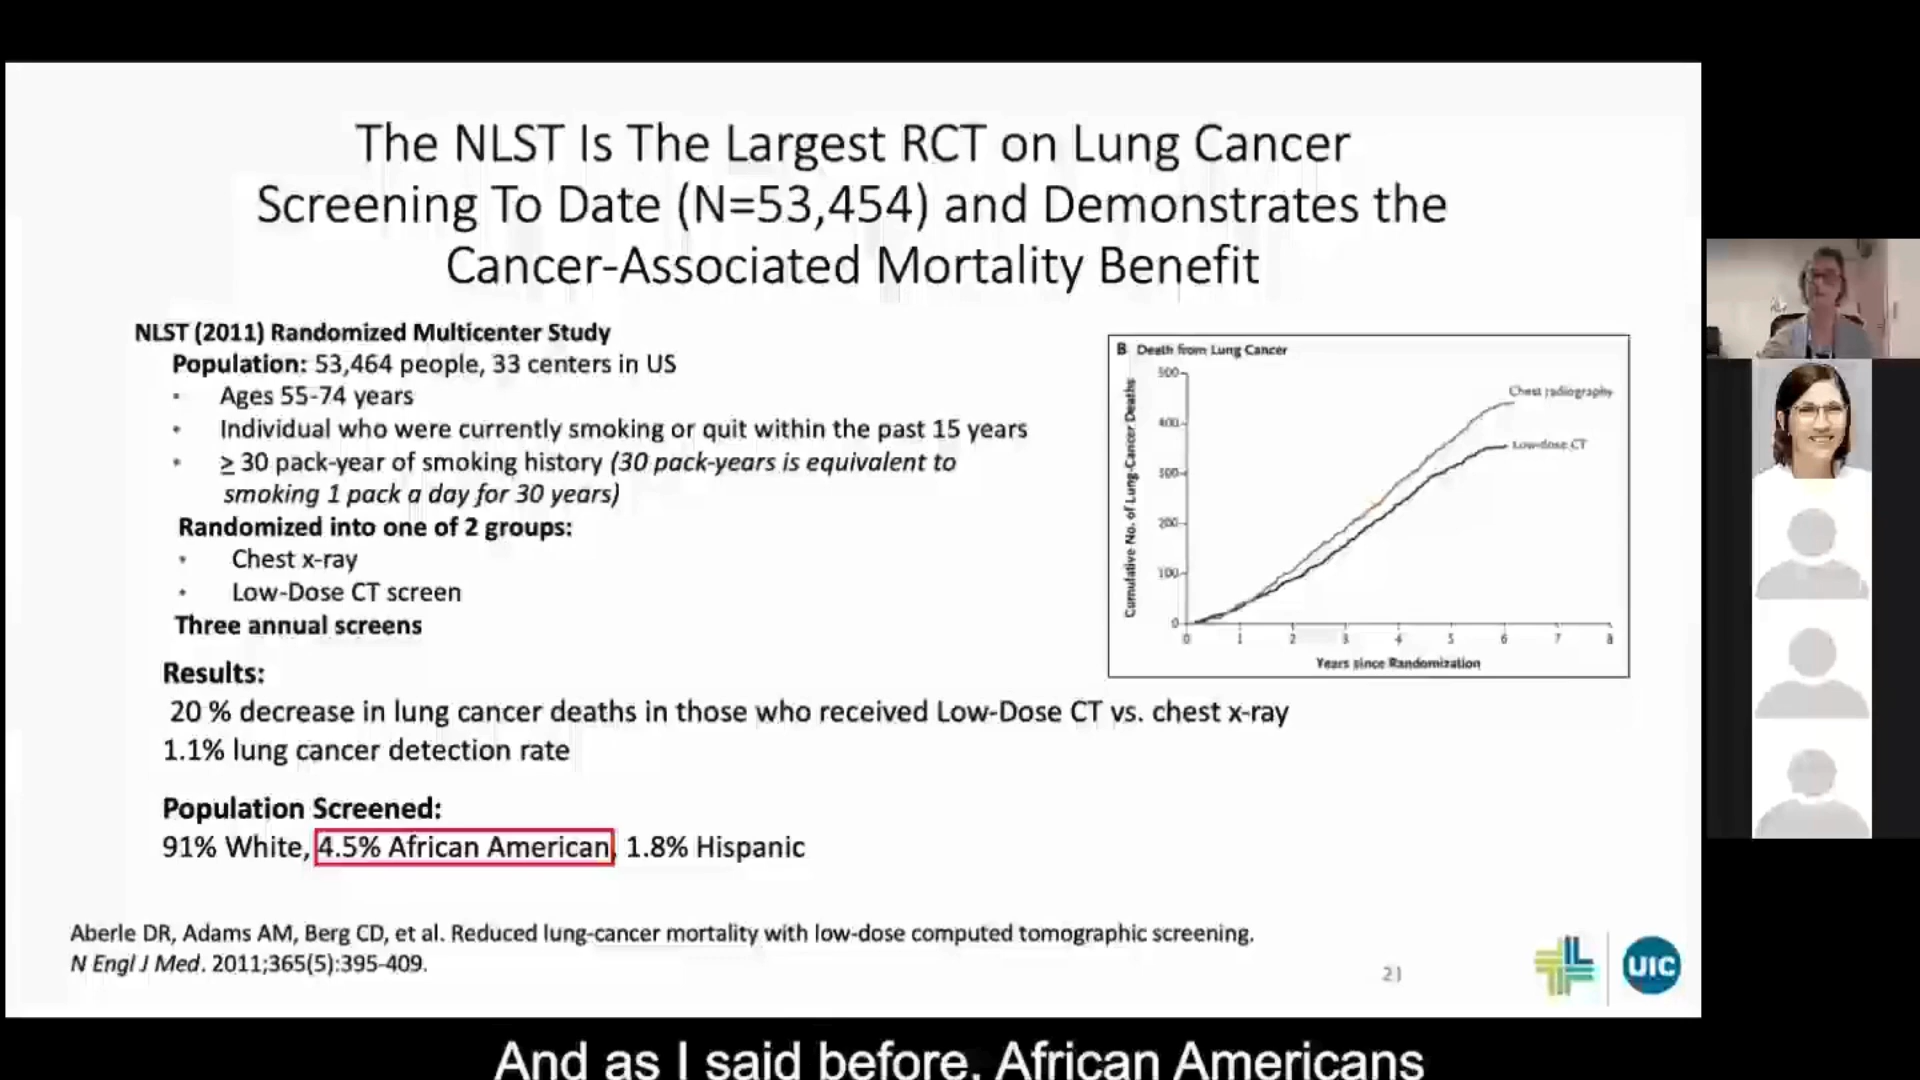 The NLST Is The Largest RCT on Lung Cancer
Screening To Date (N=53,454) and Demonstrates the
Cancer-Associated Mortality Benefit
NLST (2011) Randomized Multicenter Study
Population: 53,464 people, 33 centers in US
• Ages 55-74 years
• Individual who were currently smoking or quit within the past 15 years
• ≥ 30 pack-year of smoking history (30 pack-years is equivalent to
smoking 1 pack a day for 30 years)
Randomized into one of 2 groups:
• Chest x-ray
• Low-Dose CT screen
Three annual screens
Results:
20 % decrease in lung cancer deaths in those who received Low-Dose CT vs. chest x-ray
1.1% lung cancer detection rate
Population Screened:
91% White, 4.5% African American, 1.8% Hispanic
B Death from Lung Cancer
Cumulative No. of Lung-Cancer Deaths
500
400
300
200
100
0
Chest radiography
Low-dose CT
0 1 2 3 4 5 6 7 8
Years since Randomization
Aberle DR, Adams AM, Berg CD, et al. Reduced lung-cancer mortality with low-dose computed tomographic screening.
N Engl J Med. 2011;365(5):395-409.
21
UIC
And as I said before, African Americans